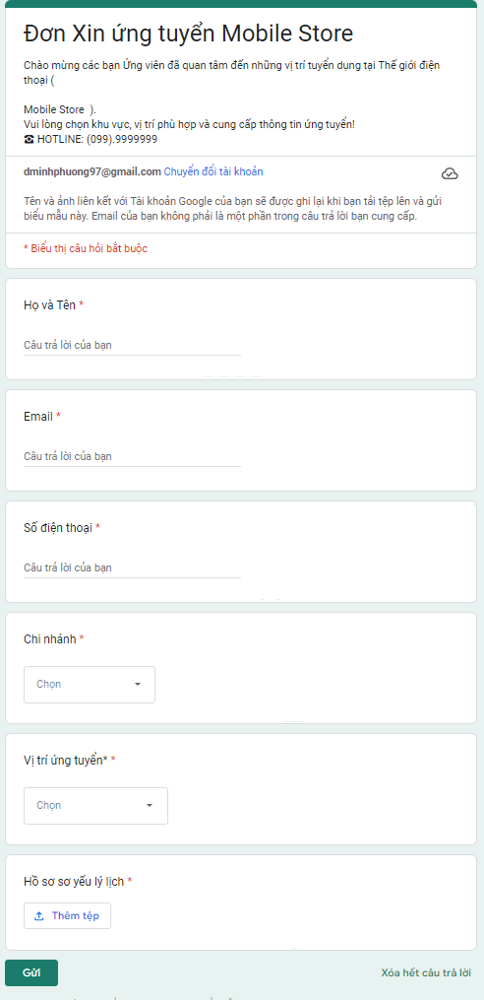 Đơn Xin ứng tuyển Mobile Store
Chào mừng các bạn Ứng viên đã quan tâm đến những vị trí tuyển dụng tại Thế giới điện
thoại (
Mobile Store ).
Vui lòng chọn khu vực, vị trí phù hợp và cung cấp thông tin ứng tuyển!
☎ HOTLINE: (099).9999999
dminhphuong97@gmail.com Chuyển đổi tài khoản
Tên và ảnh liên kết với Tài khoản Google của bạn sẽ được ghi lại khi bạn tải tệp lên và gửi
biểu mẫu này. Email của bạn không phải là một phần trong câu trả lời bạn cung cấp.
* Biểu thị câu hỏi bắt buộc
Họ và Tên *
Câu trả lời của bạn
Email *
Câu trả lời của bạn
Số điện thoại *
Câu trả lời của bạn
Chi nhánh *
Chọn
Vị trí ứng tuyển* *
Chọn
Hồ sơ sơ yếu lý lịch *
Thêm tệp
Gửi
Xóa hết câu trả lời